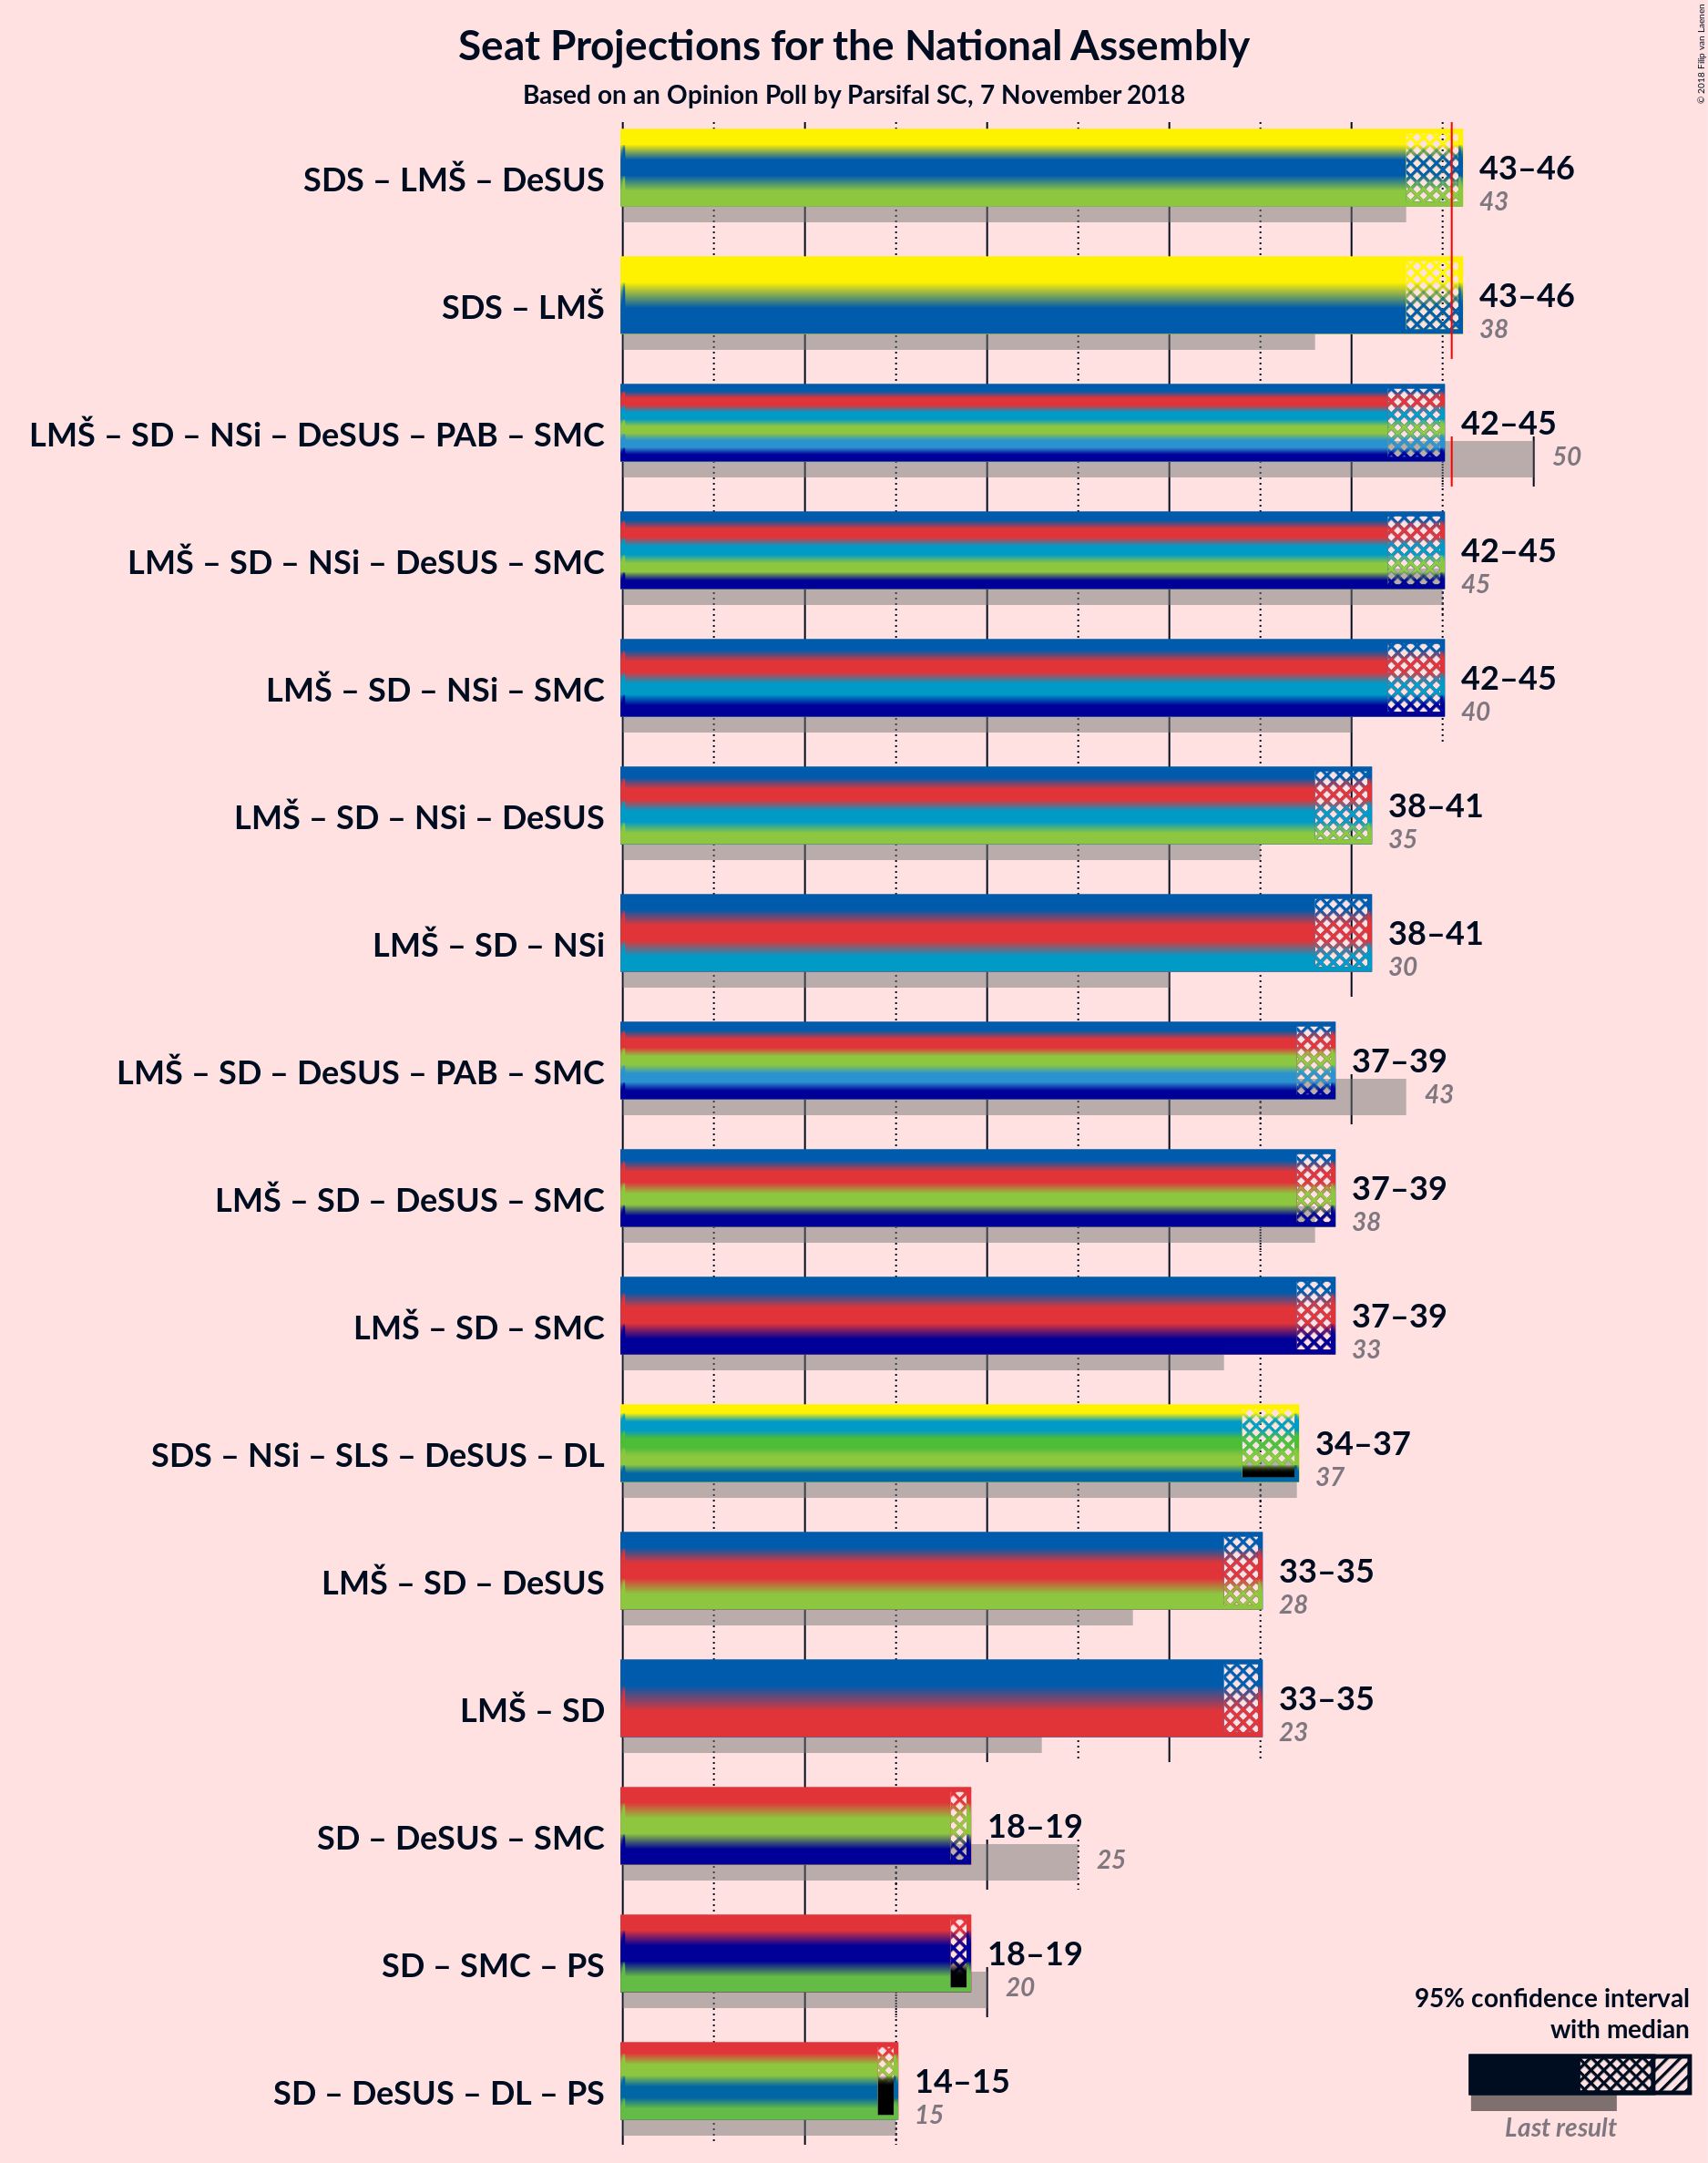 Seat Projections for the National Assembly
Based on an Opinion Poll by Parsifal SC, 7 November 2018
© 2018 Filip van Laenen
SDS – LMŠ – DeSUS
43–46
43
SDS – LMŠ
43–46
38
LMŠ – SD – NSi – DeSUS – PAB – SMC
42–45
50
LMŠ – SD – NSi – DeSUS – SMC
42–45
45
LMŠ – SD – NSi – SMC
42–45
40
LMŠ – SD – NSi – DeSUS
38–41
35
LMŠ – SD – NSi
38–41
30
LMŠ – SD – DeSUS – PAB – SMC
37–39
43
LMŠ – SD – DeSUS – SMC
37–39
38
LMŠ – SD – SMC
37–39
33
SDS – NSi – SLS – DeSUS – DL
34–37
37
LMŠ – SD – DeSUS
33–35
28
LMŠ – SD
33–35
23
SD – DeSUS – SMC
18–19
25
SD – SMC – PS
18–19
20
SD – DeSUS – DL – PS
14–15
15
95% confidence interval
with median
Last result